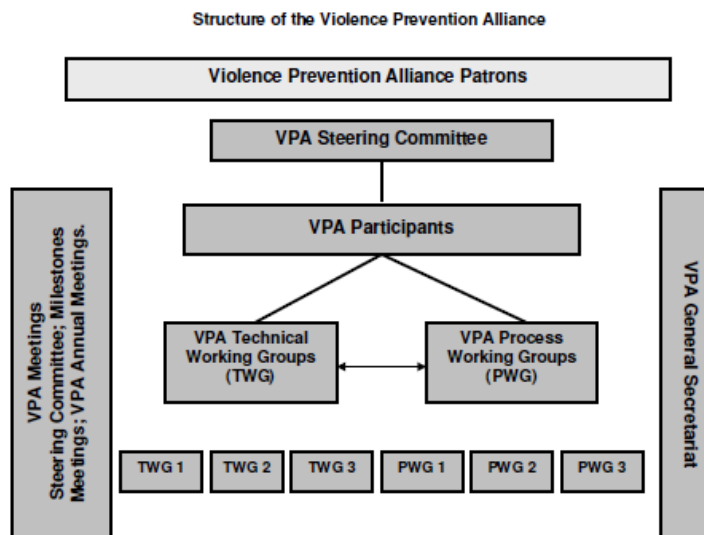 Structure of the Violence Prevention Alliance
Violence Prevention Alliance Patrons
VPA Steering Committee
VPA Participants
VPA Meetings
Steering Committee; Milestones
Meetings; VPA Annual Meetings.
VPA General Secretariat
VPA Technical
Working Groups
(TWG)
VPA Process
Working Groups
(PWG)
TWG 1
TWG 2
TWG 3
PWG 1
PWG 2
PWG 3